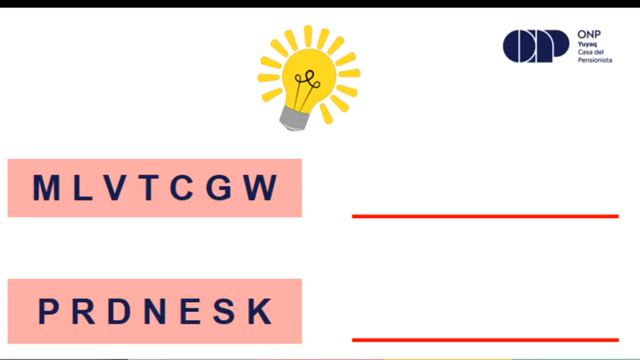 ONP
Yuyaq
Casa del
Pensionista
M L V T C G W
P R D N E S K